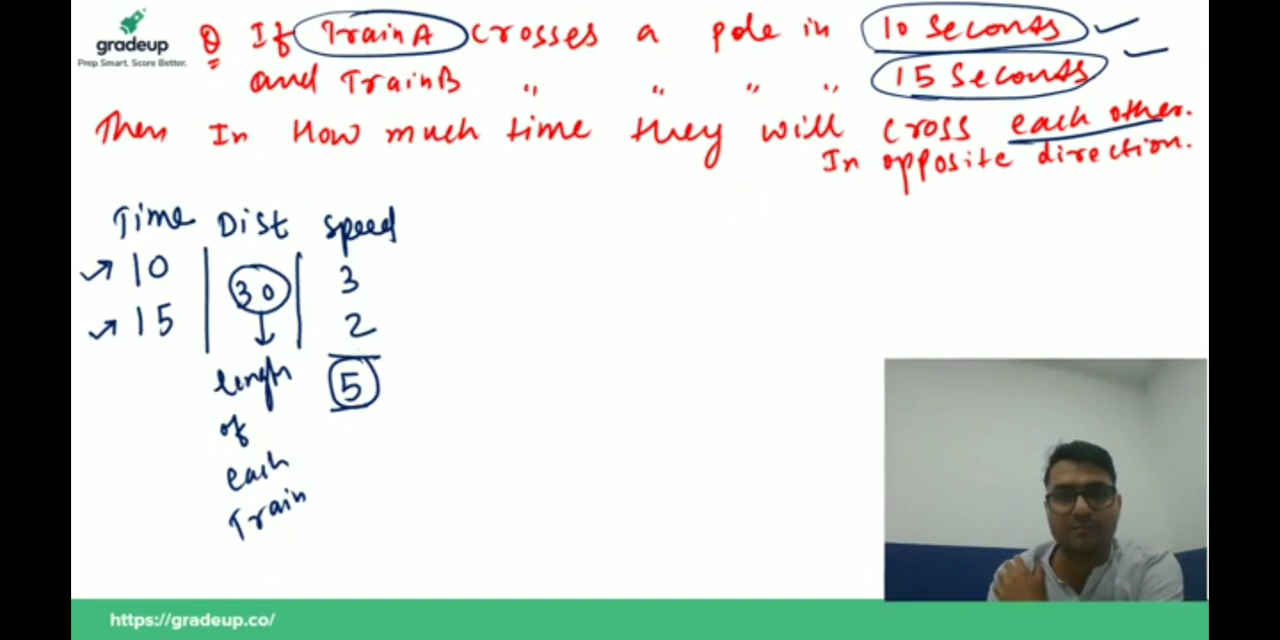 gradeup
Prep Smart. Score Better.
Q If Train A crosses a pole in 10 Seconds
and Train B " " " " 15 Seconds
Then In How much time they will cross each other.
In opposite direction.
Time Dist Speed
10 30 3
15 2
5
length
of
each
Train
https://gradeup.co/